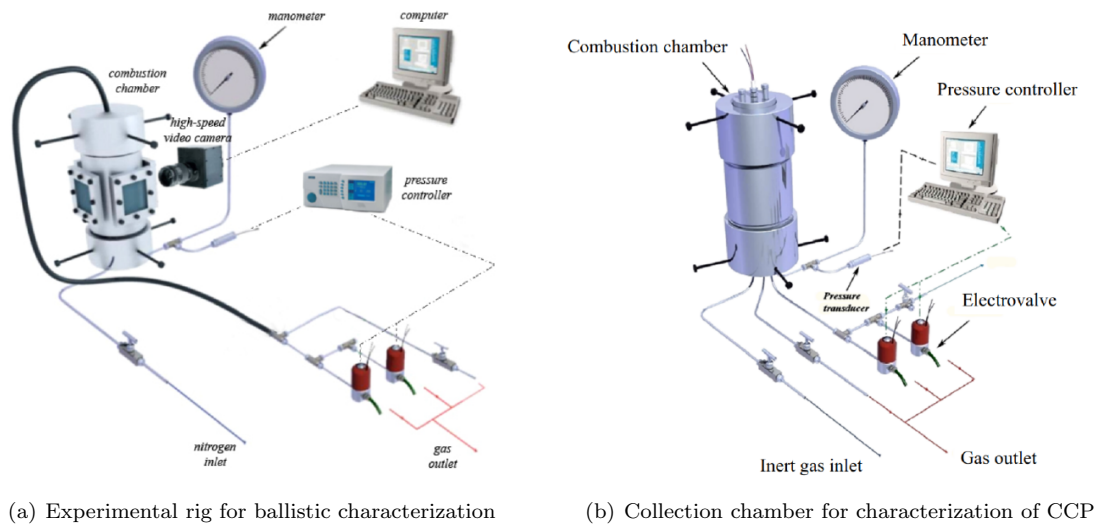 manometer
computer
combustion
chamber
high-speed
video camera
pressure
controller
nitrogen
inlet
gas
outlet
(a) Experimental rig for ballistic characterization
Combustion chamber
Manometer
Pressure controller
Pressure
transducer
Electrovalve
Inert gas inlet
Gas outlet
(b) Collection chamber for characterization of CCP